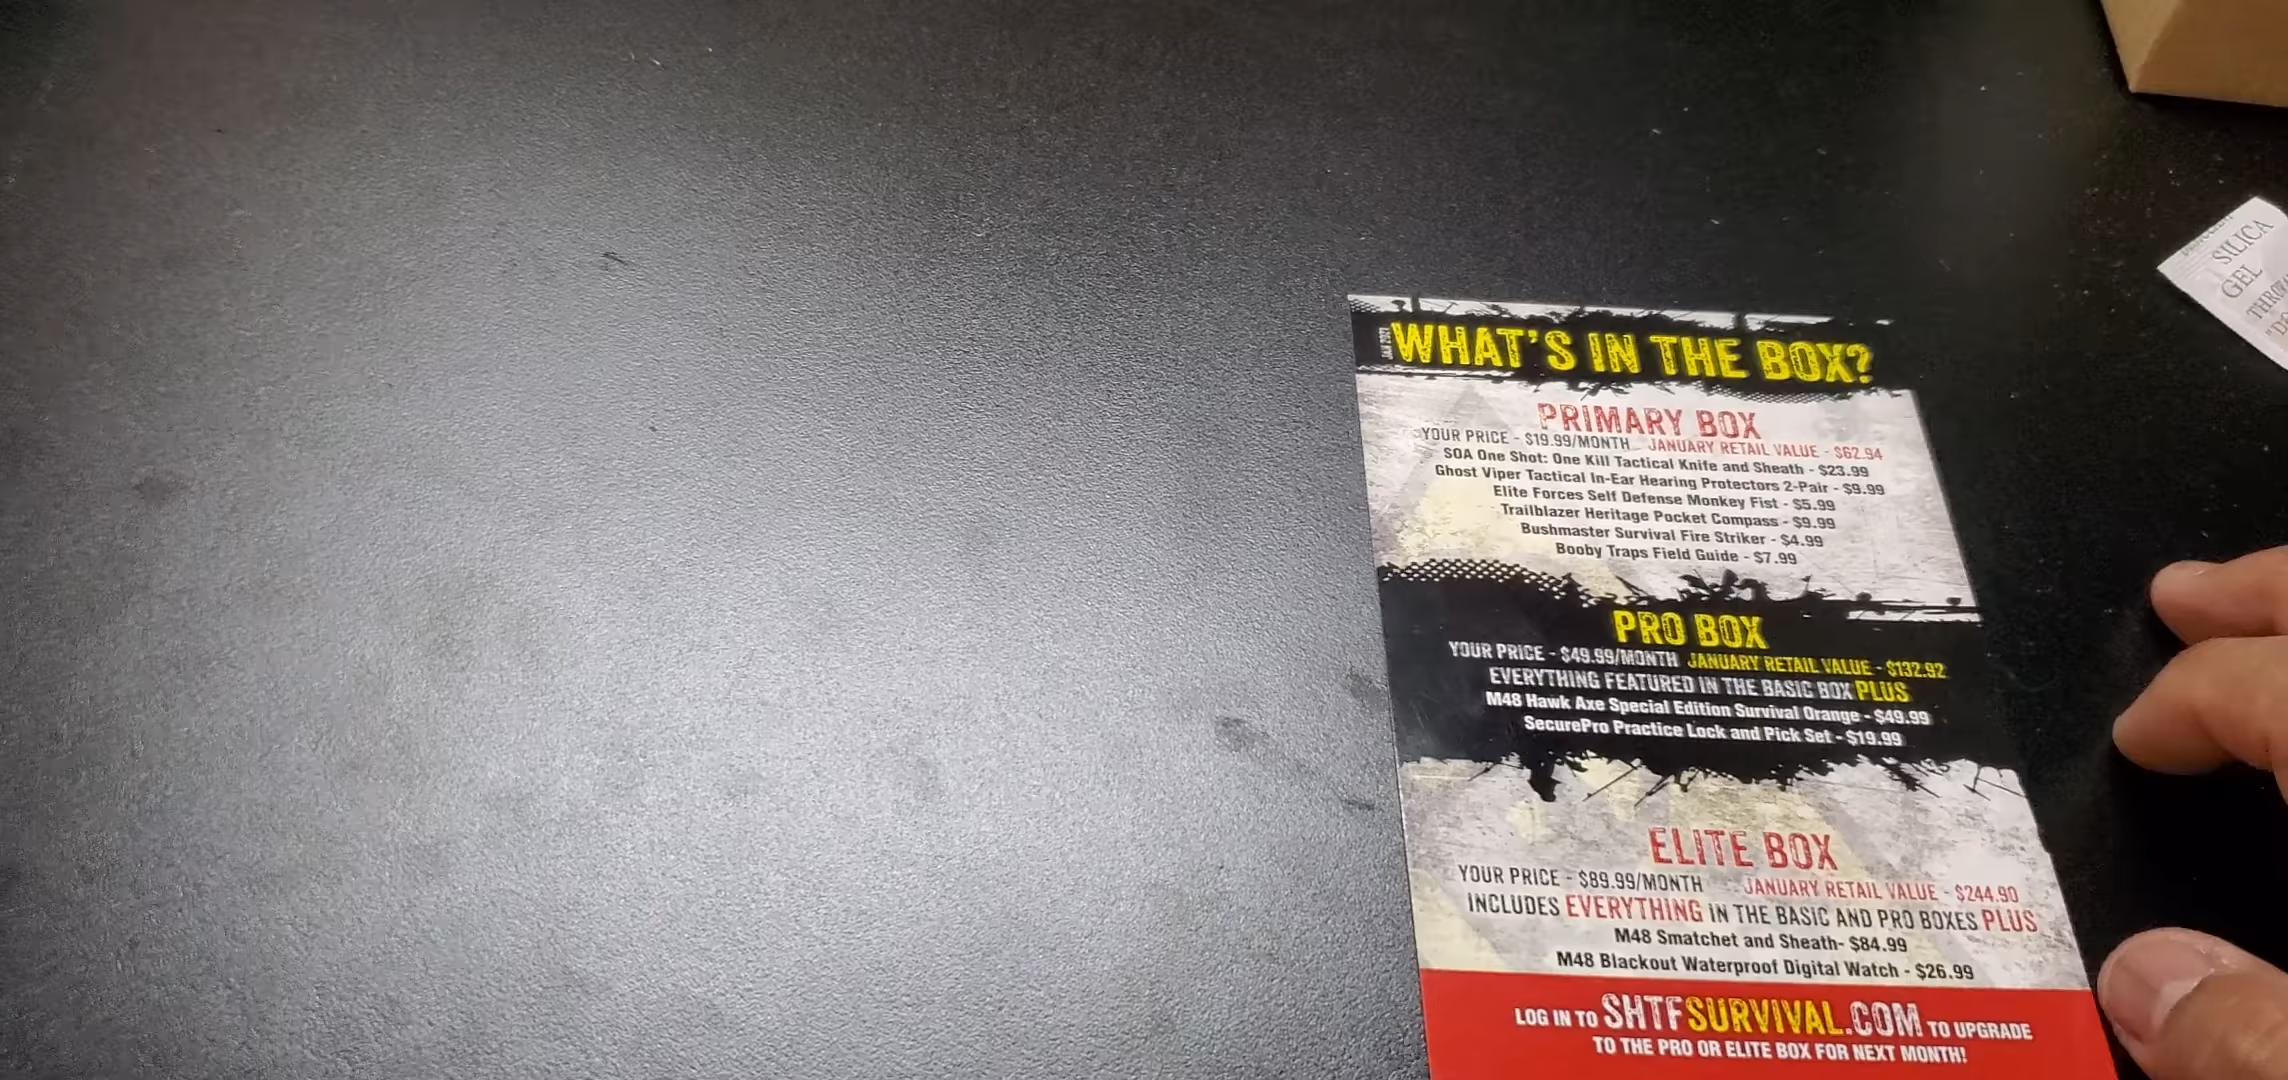 JAN 2021
WHAT'S IN THE BOX?
PRIMARY BOX
YOUR PRICE - $19.99/MONTH JANUARY RETAIL VALUE - $62.94
SOA One Shot: One Kill Tactical Knife and Sheath - $23.99
Ghost Viper Tactical In-Ear Hearing Protectors 2-Pair - $9.99
Elite Forces Self Defense Monkey Fist - $5.99
Trailblazer Heritage Pocket Compass - $9.99
Bushmaster Survival Fire Striker - $4.99
Booby Traps Field Guide - $7.99
PRO BOX
YOUR PRICE - $49.99/MONTH JANUARY RETAIL VALUE - $132.92
EVERYTHING FEATURED IN THE BASIC BOX PLUS
M48 Hawk Axe Special Edition Survival Orange - $49.99
SecurePro Practice Lock and Pick Set - $19.99
ELITE BOX
YOUR PRICE - $89.99/MONTH JANUARY RETAIL VALUE - $244.90
INCLUDES EVERYTHING IN THE BASIC AND PRO BOXES PLUS
M48 Smatchet and Sheath- $84.99
M48 Blackout Waterproof Digital Watch - $26.99
LOG IN TO SHTFSURVIVAL.COM TO UPGRADE
TO THE PRO OR ELITE BOX FOR NEXT MONTH!
SILICA
GEL